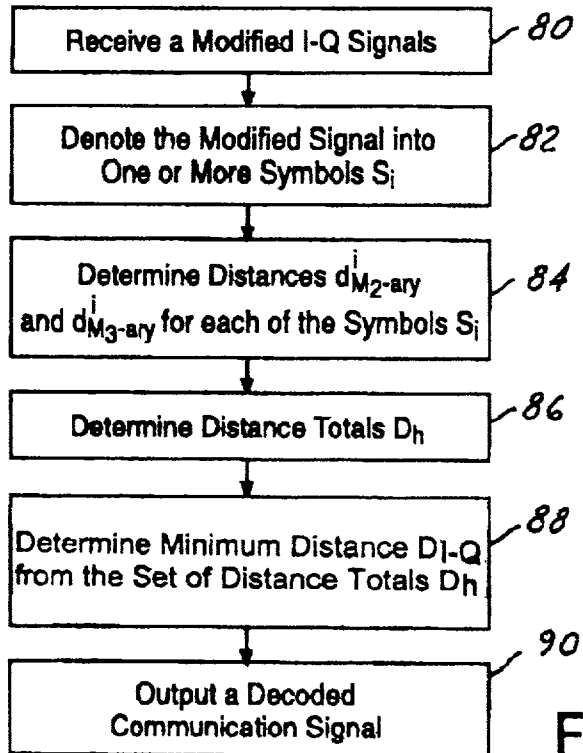 Receive a Modified I-Q Signals
80
Denote the Modified Signal into
One or More Symbols Si
82
Determine Distances d^i M2-ary
and d^i M3-ary for each of the Symbols Si
84
Determine Distance Totals Dh
86
Determine Minimum Distance DI-Q
from the Set of Distance Totals Dh
88
Output a Decoded
Communication Signal
90
F